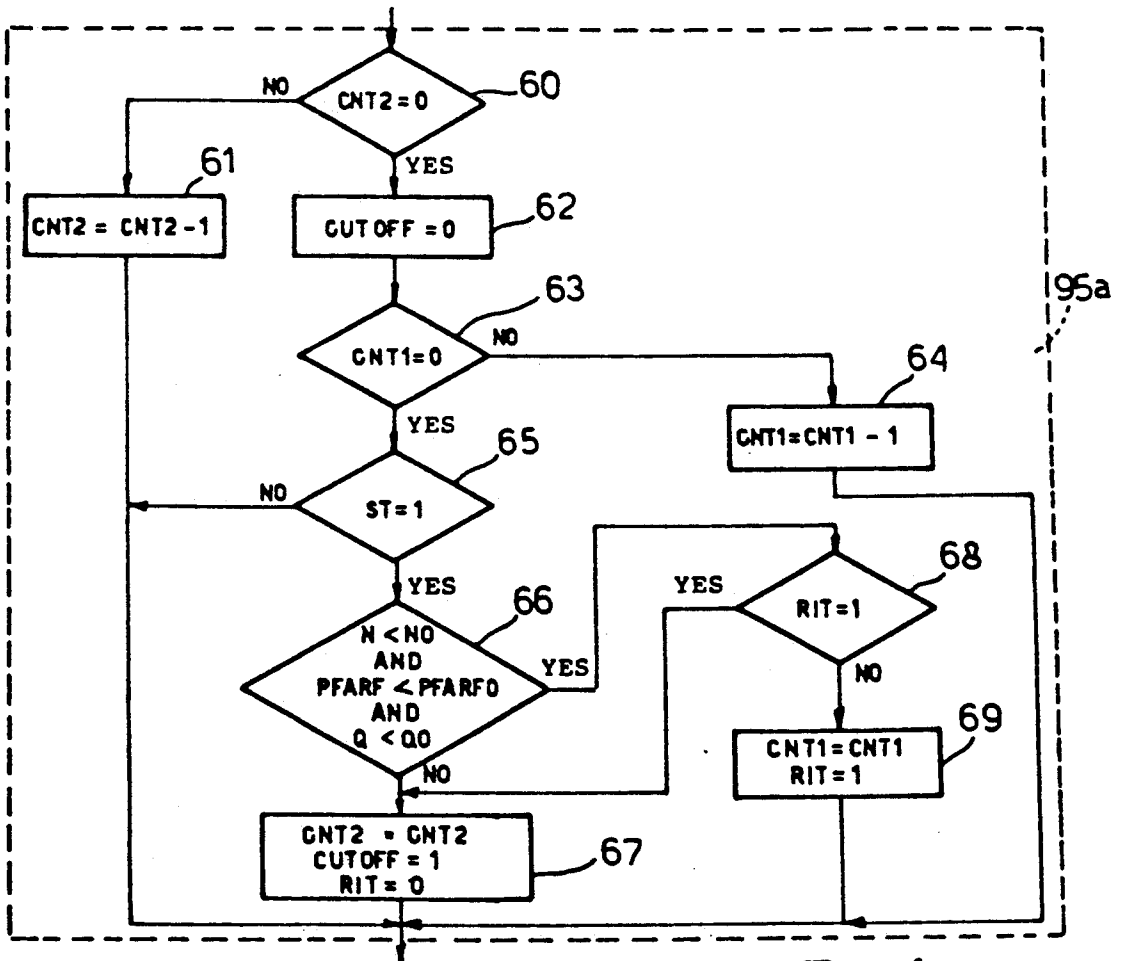 60
NO
CNT2=0
YES
61
CNT2 = CNT2-1
62
CUTOFF = 0
63
CNT1=0
NO
95a
64
CNT1=CNT1 - 1
YES
65
NO
ST=1
YES
66
68
YES
RIT=1
N < NO
AND
PFARF < PFARF0
AND
Q < Q0
YES
NO
69
CNT1=CNT1
RIT=1
NO
CNT2 = CNT2
CUTOFF = 1
RIT= 0
67